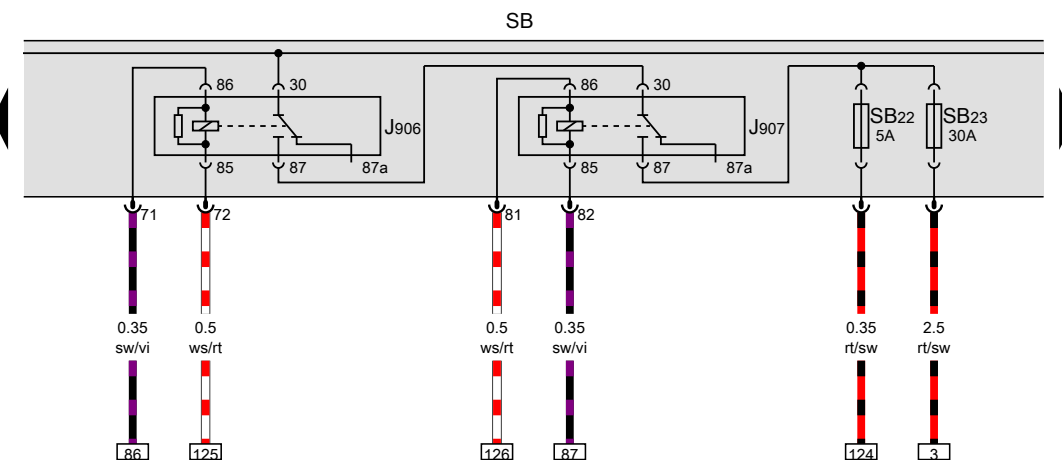 SB
86 30 86 30
J906 J907 SB22 SB23
5A 30A
85 87 87a 85 87 87a
71 72 81 82
0.35 0.5 0.5 0.35 0.35 2.5
sw/vi ws/rt ws/rt sw/vi rt/sw rt/sw
86 125 126 87 124 3